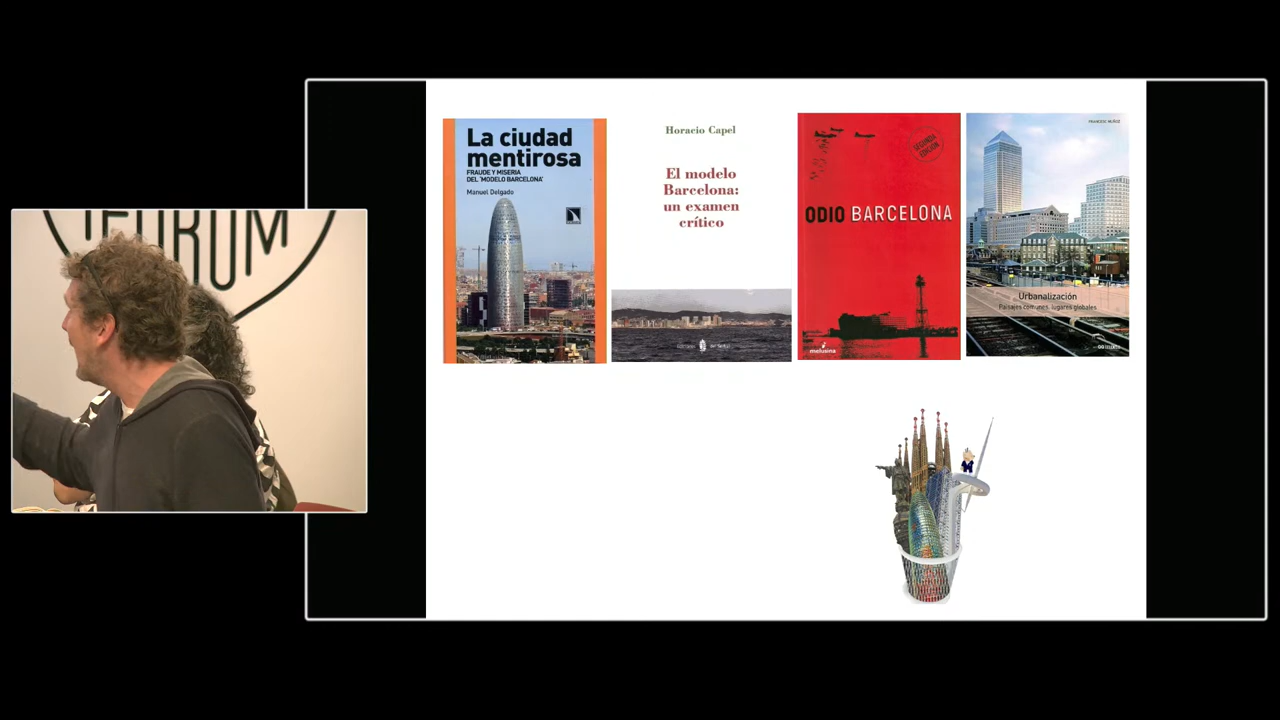 FORUM
La ciudad
mentirosa
FRAUDE Y MISERIA
DEL 'MODELO BARCELONA'
Manuel Delgado
Horacio Capel
El modelo
Barcelona:
un examen
crítico
SEGUNDA
EDICIÓN
ODIO BARCELONA
melusina
FRANCESC MUÑOZ
Urbanalización
Paisajes comunes, lugares globales